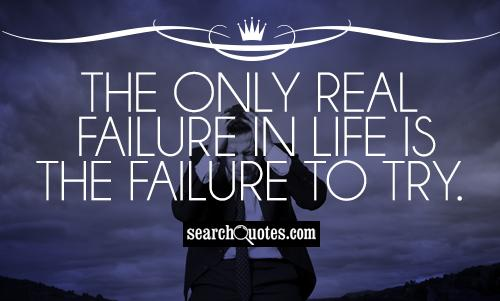 THE ONLY REAL
FAILURE IN LIFE IS
THE FAILURE TO TRY.
searchQuotes.com